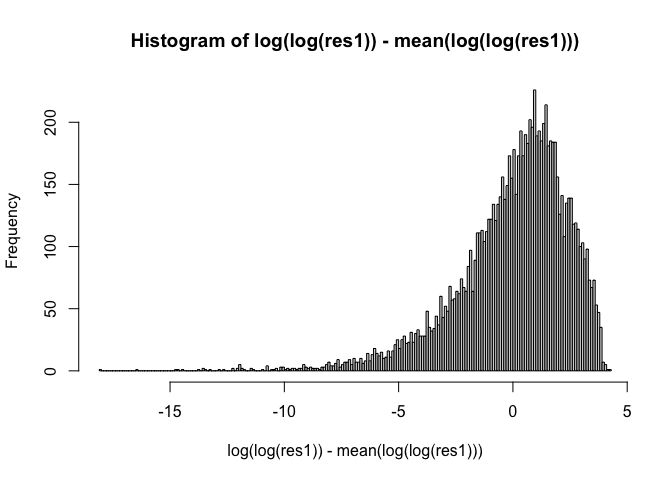 Histogram of log(log(res1)) - mean(log(log(res1)))
Frequency
200
150
100
50
0
-15 -10 -5 0 5
log(log(res1)) - mean(log(log(res1)))